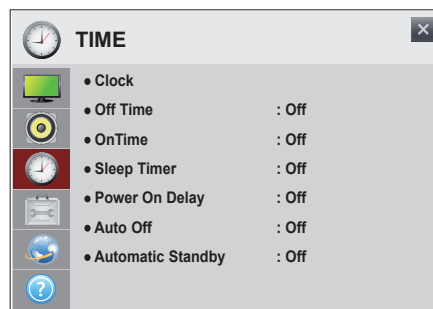 TIME
● Clock
● Off Time : Off
● OnTime : Off
● Sleep Timer : Off
● Power On Delay : Off
● Auto Off : Off
● Automatic Standby : Off
?